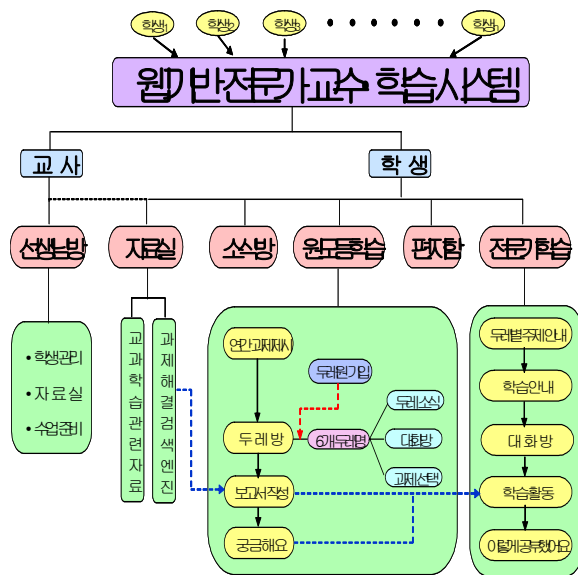 학생1 학생2 학생3 • • • • • • 학생n
웹기반전문가교수·학습시스템
교 사
학 생
선생님방
자료실
소식방
원고등학습
편지함
전문가학습
• 학생관리
• 자 료 실
• 수업준비
교과학습관련자료
과제해결검색엔진
연간과제제시
두레원가입
두 레 방
6개두레명
두레소식
대화방
과제선택
보고서작성
궁금해요
두레별주제안내
학습안내
대 화 방
학습활동
이렇게공부했어요